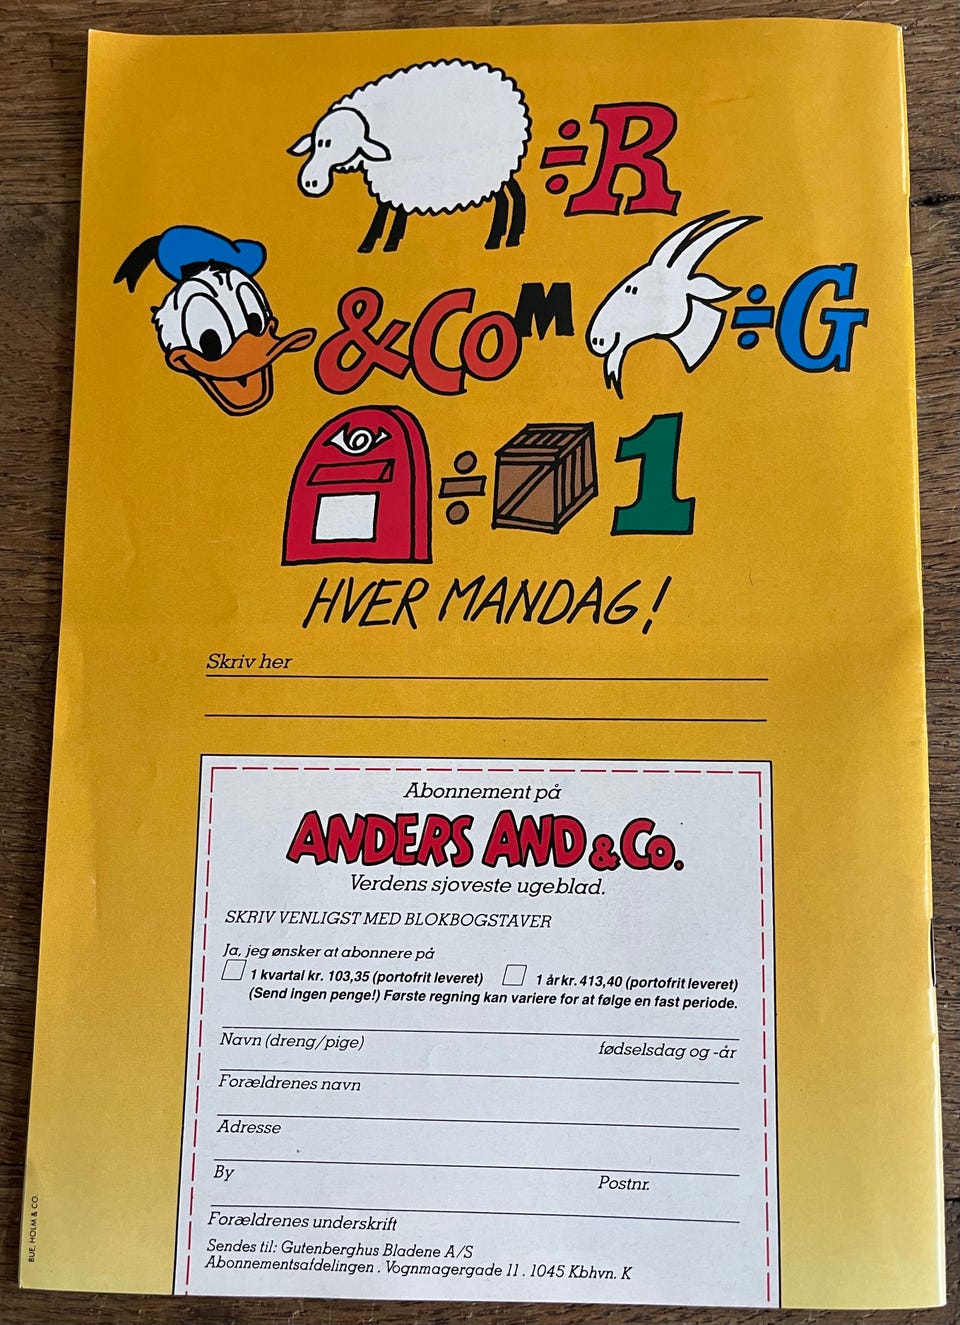 ÷R
&CoM ÷G
÷ 1
HVER MANDAG!
Skriv her
Abonnement på
ANDERS AND & Co.
Verdens sjoveste ugeblad.
SKRIV VENLIGST MED BLOKBOGSTAVER
Ja, jeg ønsker at abonnere på
1 kvartal kr. 103,35 (portofrit leveret) 1 år kr. 413,40 (portofrit leveret)
(Send ingen penge!) Første regning kan variere for at følge en fast periode.
Navn (dreng/pige) fødselsdag og -år
Forældrenes navn
Adresse
By Postnr.
Forældrenes underskrift
Sendes til: Gutenberghus Bladene A/S
Abonnementsafdelingen . Vognmagergade 11 . 1045 Kbhvn. K
BUE, HOLM & CO.